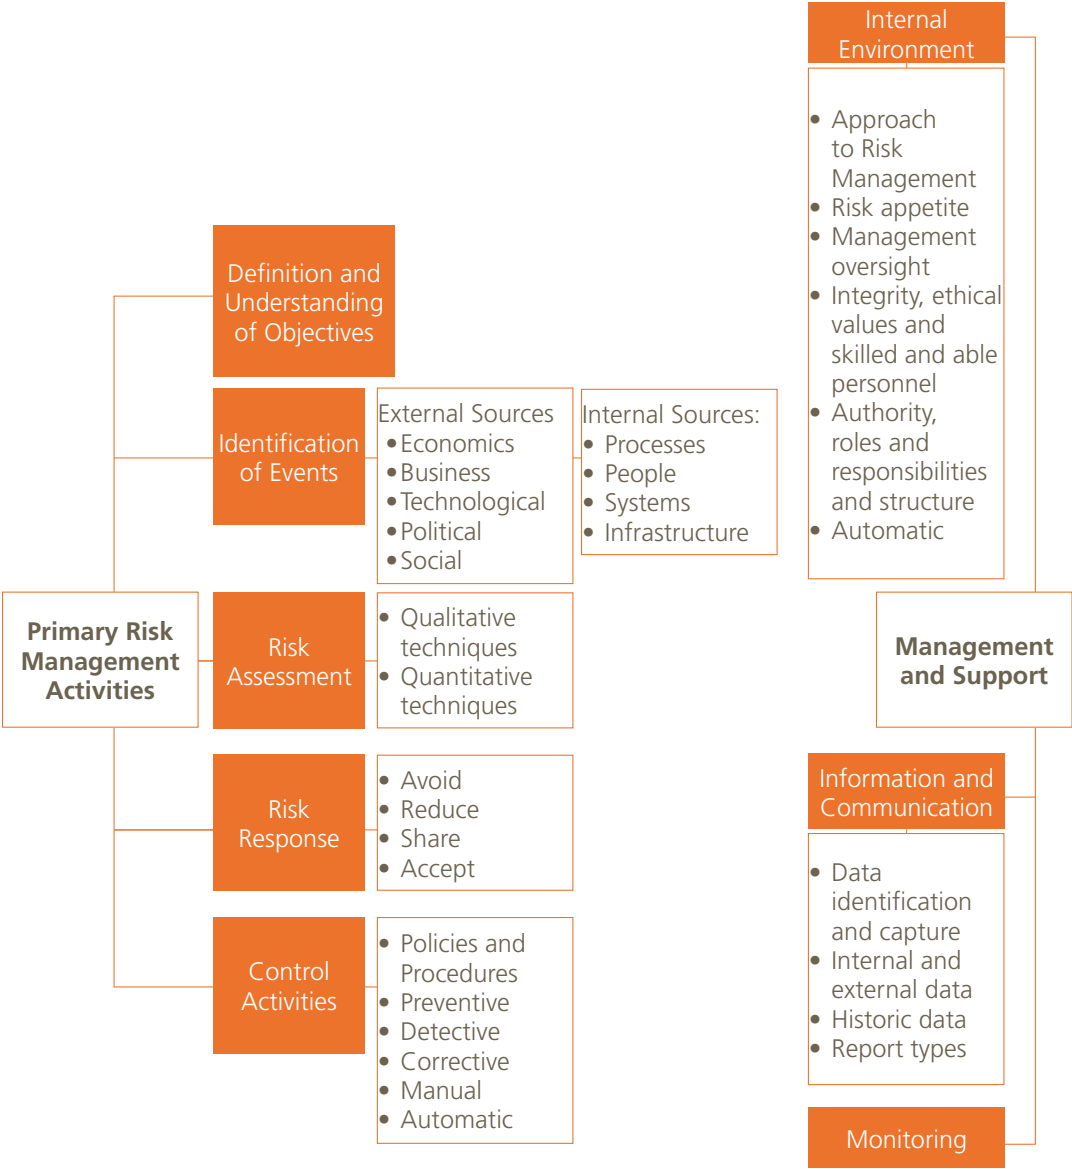 Primary Risk
Management
Activities
Definition and
Understanding
of Objectives
Identification
of Events
External Sources
• Economics
• Business
• Technological
• Political
• Social
Internal Sources:
• Processes
• People
• Systems
• Infrastructure
Risk
Assessment
• Qualitative
techniques
• Quantitative
techniques
Risk
Response
• Avoid
• Reduce
• Share
• Accept
Control
Activities
• Policies and
Procedures
• Preventive
• Detective
• Corrective
• Manual
• Automatic
Management
and Support
Internal
Environment
• Approach
to Risk
Management
• Risk appetite
• Management
oversight
• Integrity, ethical
values and
skilled and able
personnel
• Authority,
roles and
responsibilities
and structure
• Automatic
Information and
Communication
• Data
identification
and capture
• Internal and
external data
• Historic data
• Report types
Monitoring